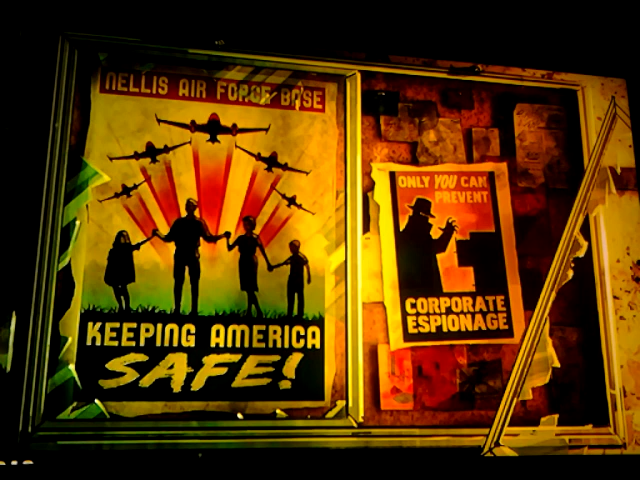 NELLIS AIR FORCE BASE
KEEPING AMERICA
SAFE!
ONLY YOU CAN
PREVENT
CORPORATE
ESPIONAGE